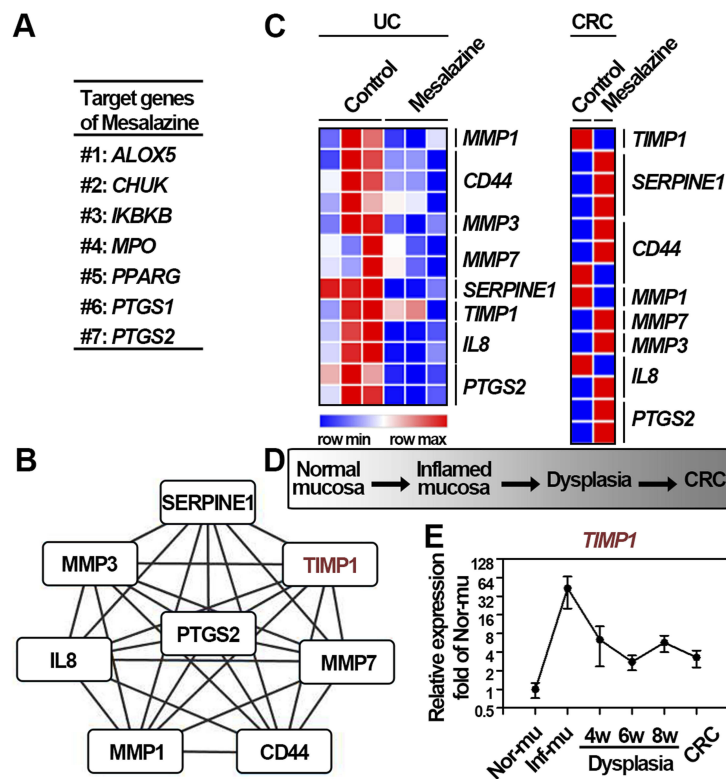 A
Target genes
of Mesalazine
#1: ALOX5
#2: CHUK
#3: IKBKB
#4: MPO
#5: PPARG
#6: PTGS1
#7: PTGS2
C
UC
Control
Mesalazine
MMP1
CD44
MMP3
MMP7
SERPINE1
TIMP1
IL8
PTGS2
row min
row max
CRC
Control
Mesalazine
TIMP1
SERPINE1
CD44
MMP1
MMP7
MMP3
IL8
PTGS2
B
SERPINE1
MMP3
TIMP1
PTGS2
IL8
MMP7
MMP1
CD44
D
Normal
mucosa
Inflamed
mucosa
Dysplasia
CRC
E
TIMP1
Relative expression
fold of Nor-mu
128
64
32
16
8
4
2
1
0.5
Nor-mu
Inf-mu
4w 6w 8w
Dysplasia
CRC